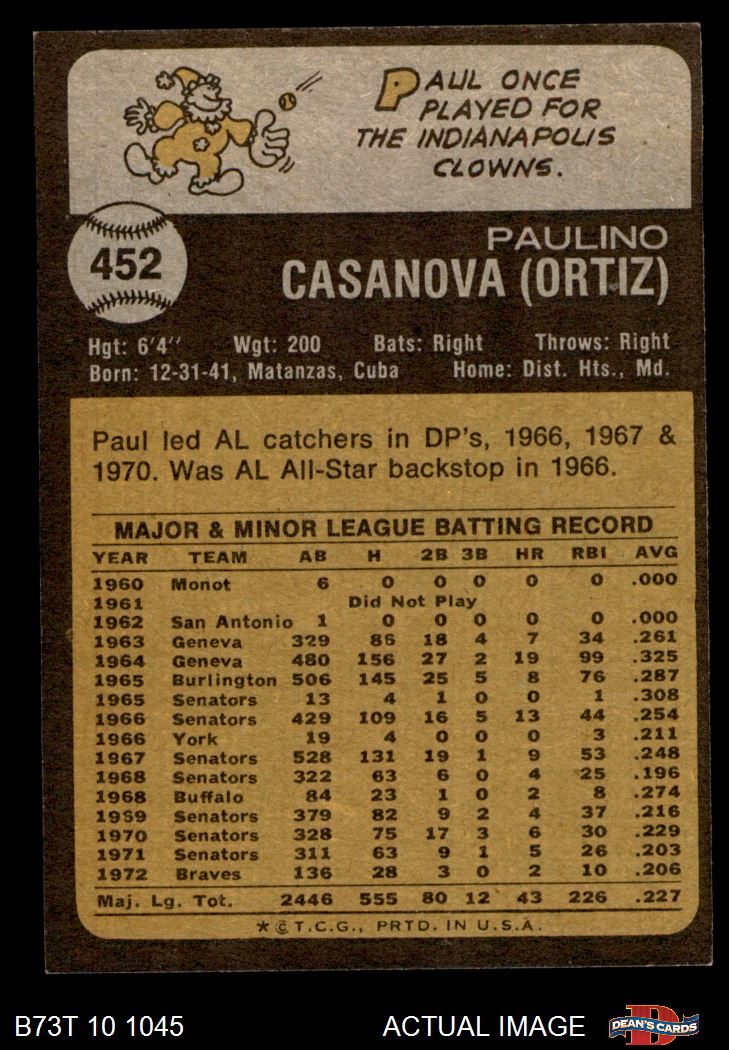 PAUL ONCE
PLAYED FOR
THE INDIANAPOLIS
CLOWNS.
452
PAULINO
CASANOVA (ORTIZ)
Hgt: 6'4" Wgt: 200 Bats: Right Throws: Right
Born: 12-31-41, Matanzas, Cuba Home: Dist. Hts., Md.
Paul led AL catchers in DP's, 1966, 1967 &
1970. Was AL All-Star backstop in 1966.
MAJOR & MINOR LEAGUE BATTING RECORD
YEAR TEAM AB H 2B 3B HR RBI AVG
1960 Monot 6 0 0 0 0 0 .000
1961 Did Not Play
1962 San Antonio 1 0 0 0 0 0 .000
1963 Geneva 329 86 18 4 7 34 .261
1964 Geneva 480 156 27 2 19 99 .325
1965 Burlington 506 145 25 5 8 76 .287
1965 Senators 13 4 1 0 0 1 .308
1966 Senators 429 109 16 5 13 44 .254
1966 York 19 4 0 0 0 3 .211
1967 Senators 528 131 19 1 9 53 .248
1968 Senators 322 63 6 0 4 25 .196
1968 Buffalo 84 23 1 0 2 8 .274
1969 Senators 379 82 9 2 4 37 .216
1970 Senators 328 75 17 3 6 30 .229
1971 Senators 311 63 9 1 5 26 .203
1972 Braves 136 28 3 0 2 10 .206
Maj. Lg. Tot. 2446 555 80 12 43 226 .227
*© T.C.G., PRTD. IN U.S.A.
B73T 10 1045 ACTUAL IMAGE DEAN'S CARDS